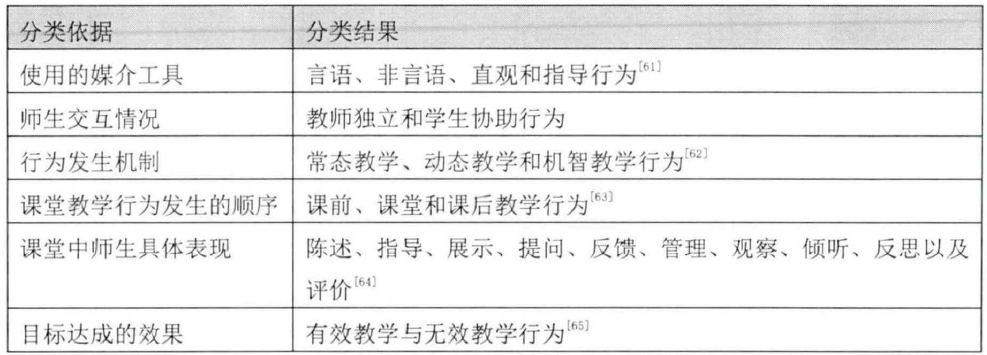 分类依据 分类结果
使用的媒介工具 言语、非言语、直观和指导行为[61]
师生交互情况 教师独立和学生协助行为
行为发生机制 常态教学、动态教学和机智教学行为[62]
课堂教学行为发生的顺序 课前、课堂和课后教学行为[63]
课堂中师生具体表现 陈述、指导、展示、提问、反馈、管理、观察、倾听、反思以及
评价[64]
目标达成的效果 有效教学与无效教学行为[65]